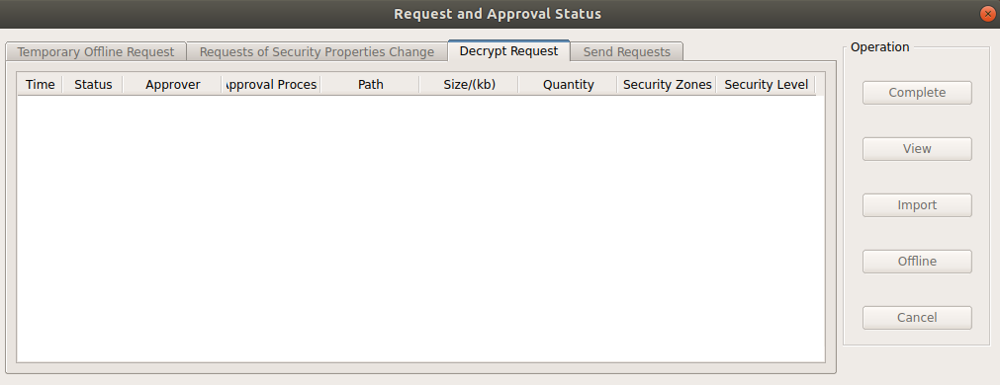 Request and Approval Status
Temporary Offline Request Requests of Security Properties Change Decrypt Request Send Requests
Operation
Time Status Approver pproval Proces Path Size/(kb) Quantity Security Zones Security Level
Complete
View
Import
Offline
Cancel